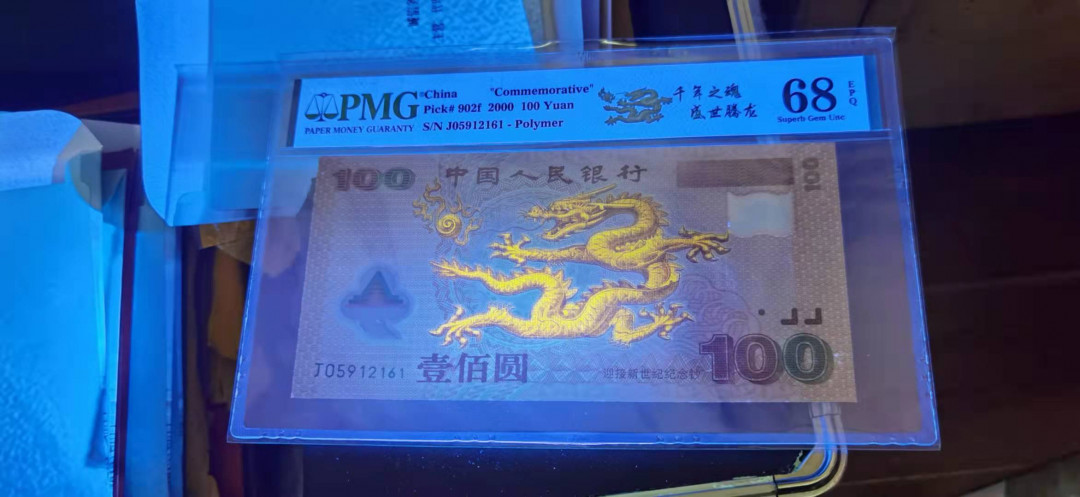 PMG
PAPER MONEY GUARANTY
China "Commemorative"
Pick# 902f 2000 100 Yuan
S/N J05912161 - Polymer
千年之魂
盛世腾龙
68
EPQ
Superb Gem Unc
100
中国人民银行
100
J05912161
壹佰圆
迎接新世纪纪念钞
100